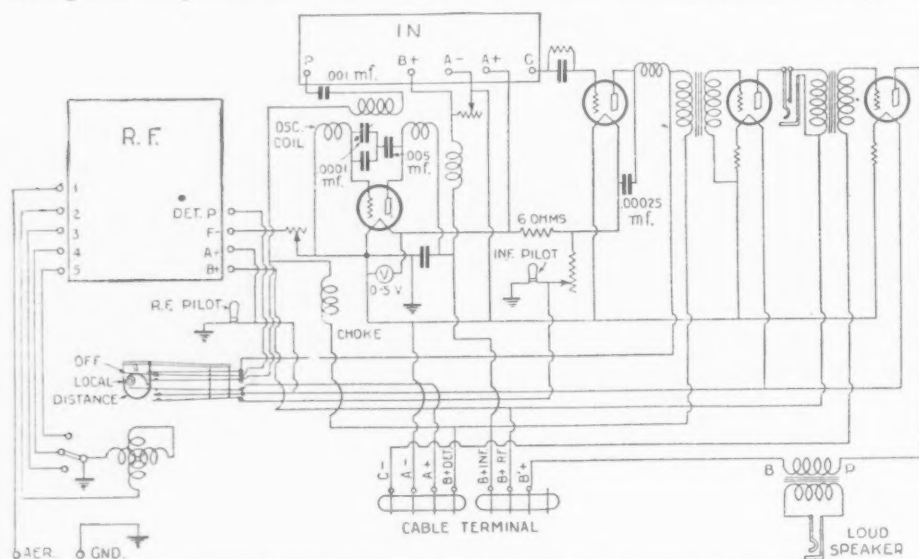 IN
P B+ A- A+ G
.001 mf.
R.F.
OSC.
COIL
.0001
mf.
.005
mf.
1
2
3
4
5
DET. P
F-
A+
B+
6 OHMS
.00025
mf.
INF. PILOT
0-5 V
V
R.F. PILOT
CHOKE
OFF
LOCAL
DISTANCE
C- A- A+ B+DET. B+INF. B+R.F. B'+
B P
CABLE TERMINAL
LOUD
SPEAKER
AER. GND.